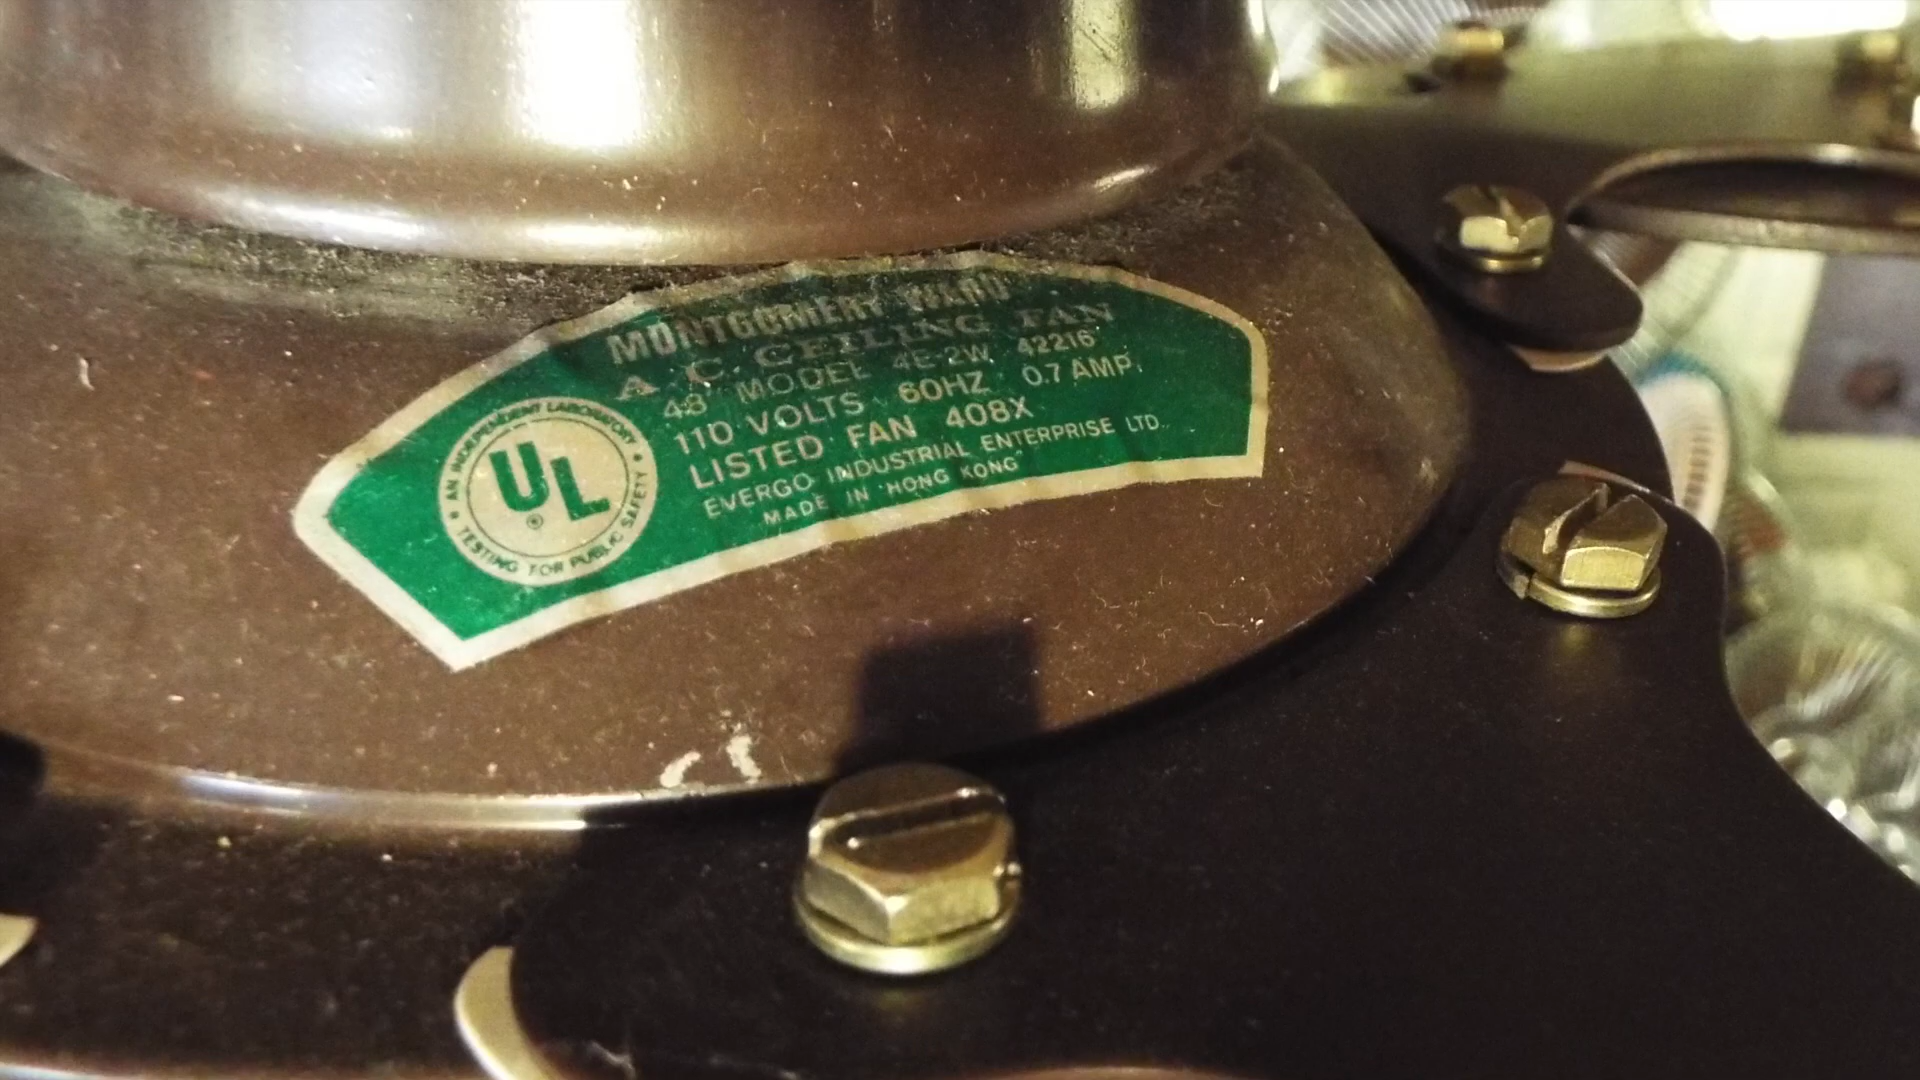 MONTGOMERY WARD
A.C. CEILING FAN
48" MODEL 4E-2W 42216
110 VOLTS 60HZ 0.7 AMP.
LISTED FAN 408X
EVERGO INDUSTRIAL ENTERPRISE LTD.
MADE IN HONG KONG
AN INDEPENDENT LABORATORY
UL
®
TESTING FOR PUBLIC SAFETY